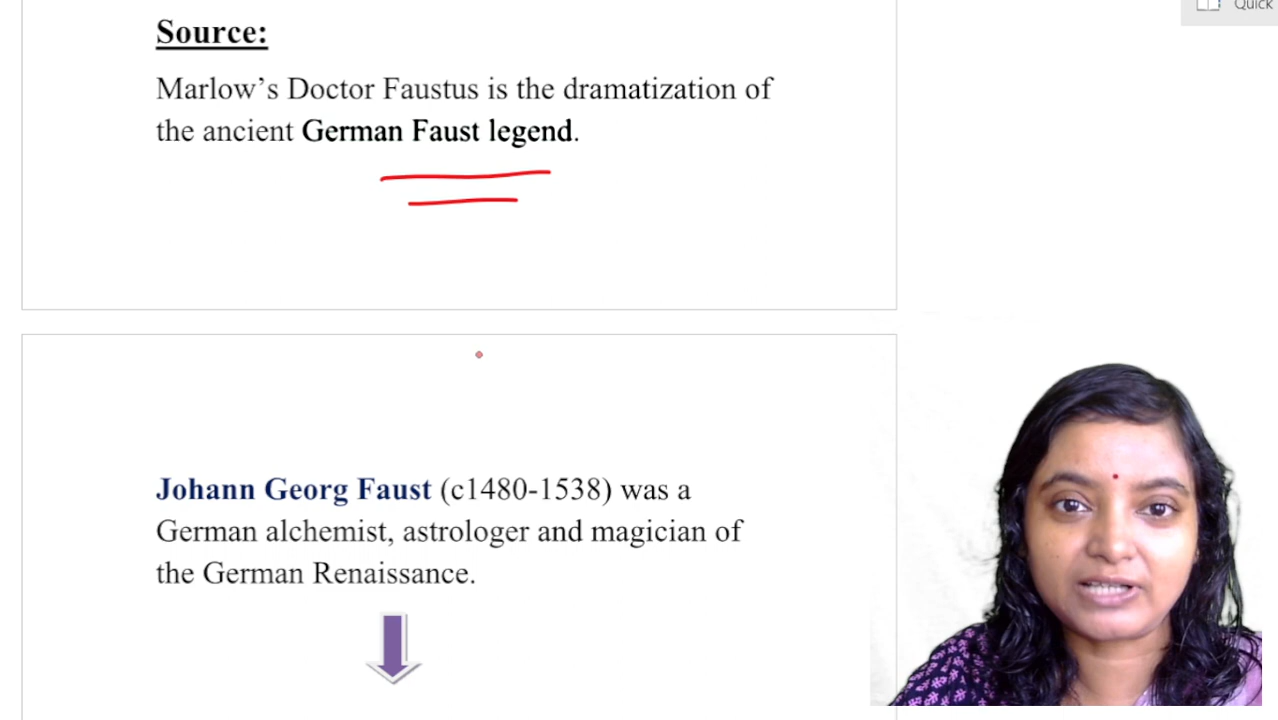 Quick
Source:
Marlow’s Doctor Faustus is the dramatization of
the ancient German Faust legend.
Johann Georg Faust (c1480-1538) was a
German alchemist, astrologer and magician of
the German Renaissance.